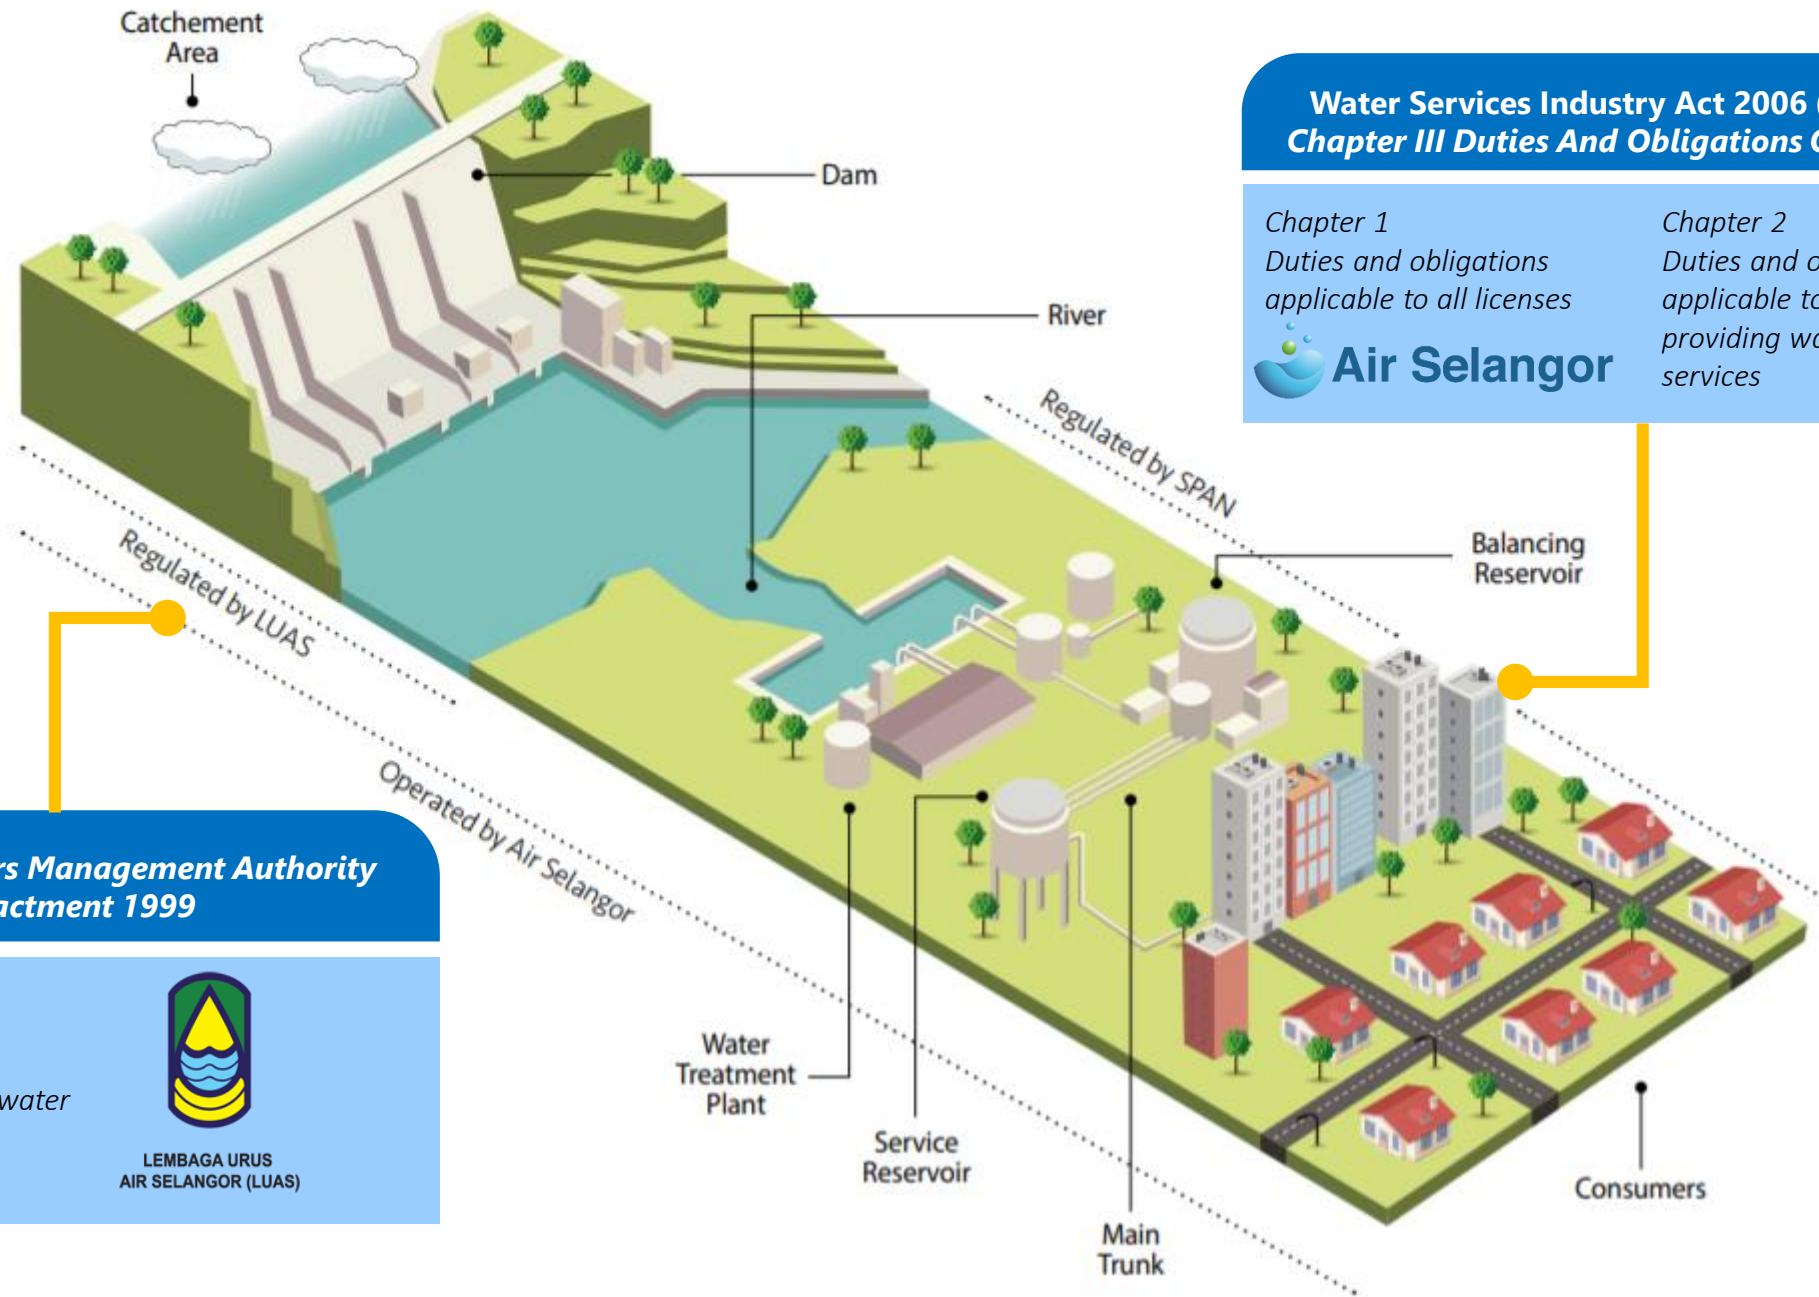 Catchement
Area
Dam
River
Water Services Industry Act 2006 (
Chapter III Duties And Obligations
Chapter 1
Duties and obligations
applicable to all licenses
Air Selangor
Chapter 2
Duties and
applicable to
providing
services
Regulated by SPAN
Balancing
Reservoir
Regulated by LUAS
Operated by Air Selangor
Management Authority
1999
water
LEMBAGA URUS
AIR SELANGOR (LUAS)
Water
Treatment
Plant
Service
Reservoir
Main
Trunk
Consumers